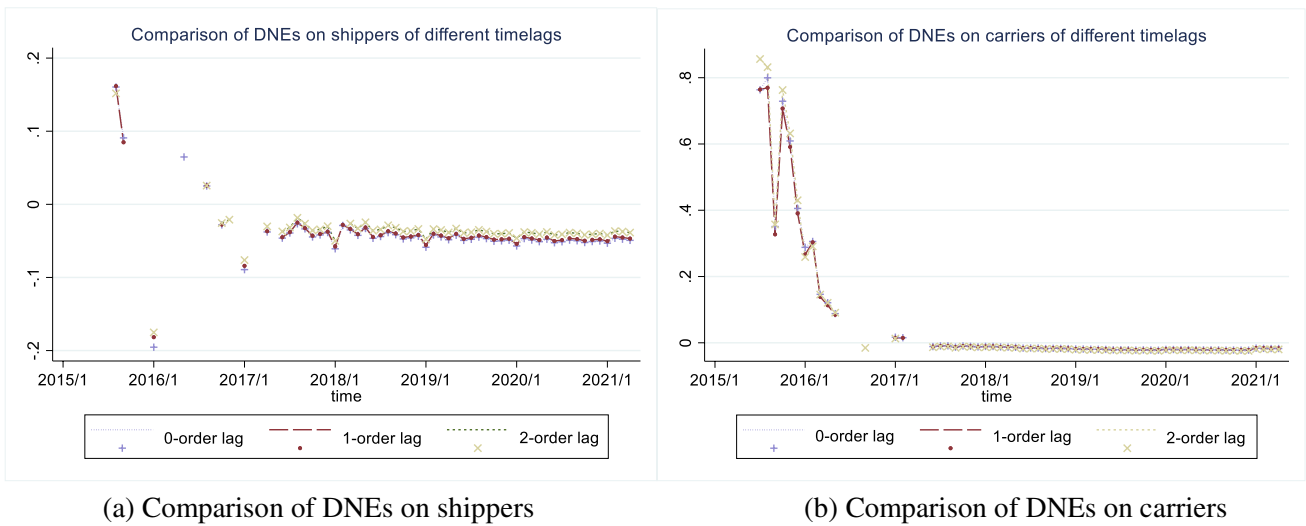 Comparison of DNEs on shippers of different timelags
.2
.1
0
-.1
-.2
2015/1 2016/1 2017/1 2018/1 2019/1 2020/1 2021/1
time
0-order lag 1-order lag 2-order lag
(a) Comparison of DNEs on shippers
Comparison of DNEs on carriers of different timelags
.8
.6
.4
.2
0
2015/1 2016/1 2017/1 2018/1 2019/1 2020/1 2021/1
time
0-order lag 1-order lag 2-order lag
(b) Comparison of DNEs on carriers